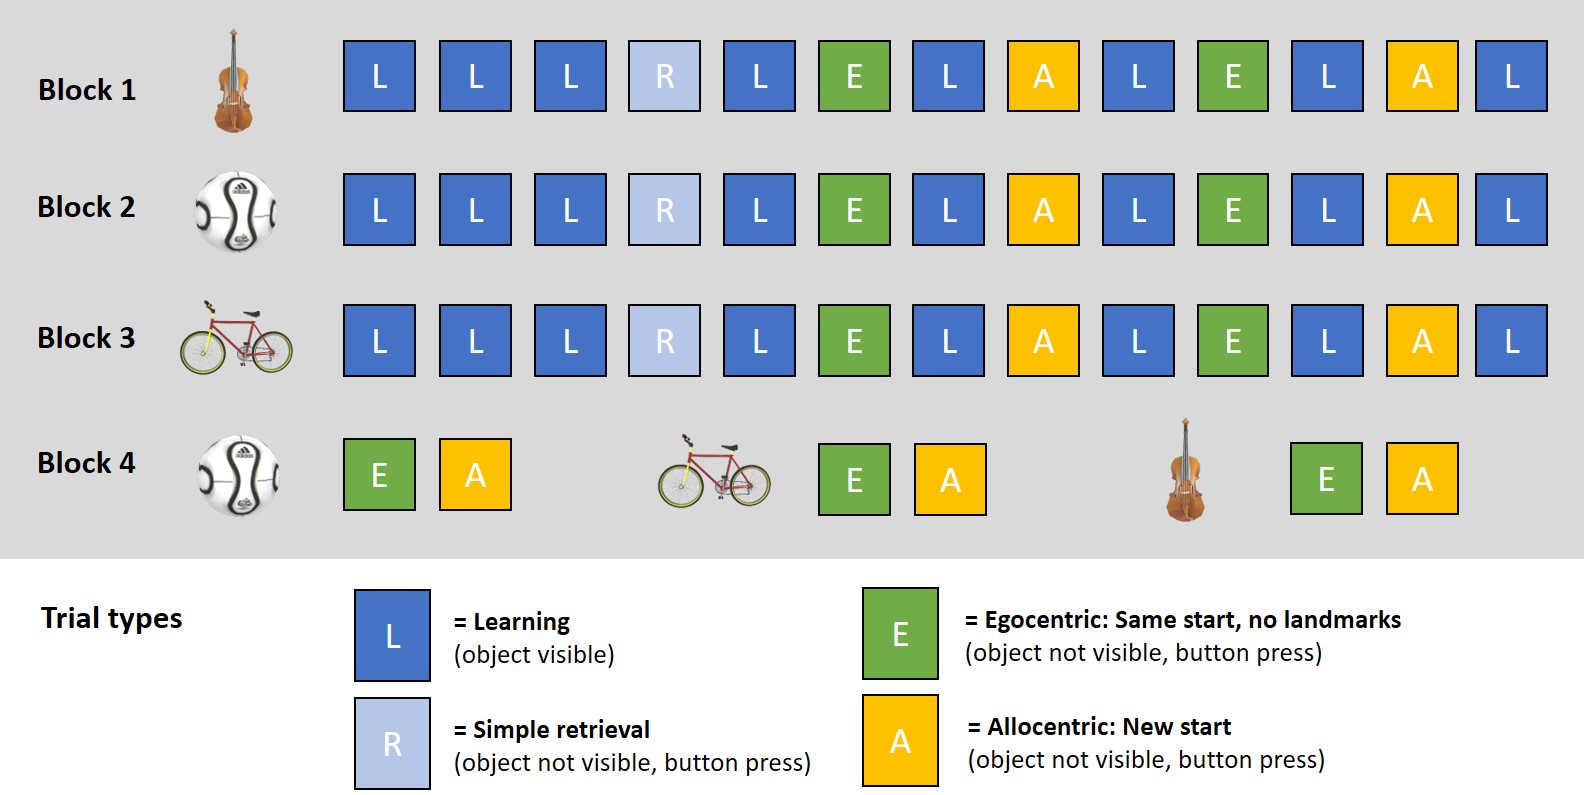 Block 1 L L L R L E L A L E L A L
Block 2 adidas L L L R L E L A L E L A L
Block 3 L L L R L E L A L E L A L
Block 4 adidas E A E A E A
Trial types
L = Learning
(object visible)
E = Egocentric: Same start, no landmarks
(object not visible, button press)
R = Simple retrieval
(object not visible, button press)
A = Allocentric: New start
(object not visible, button press)